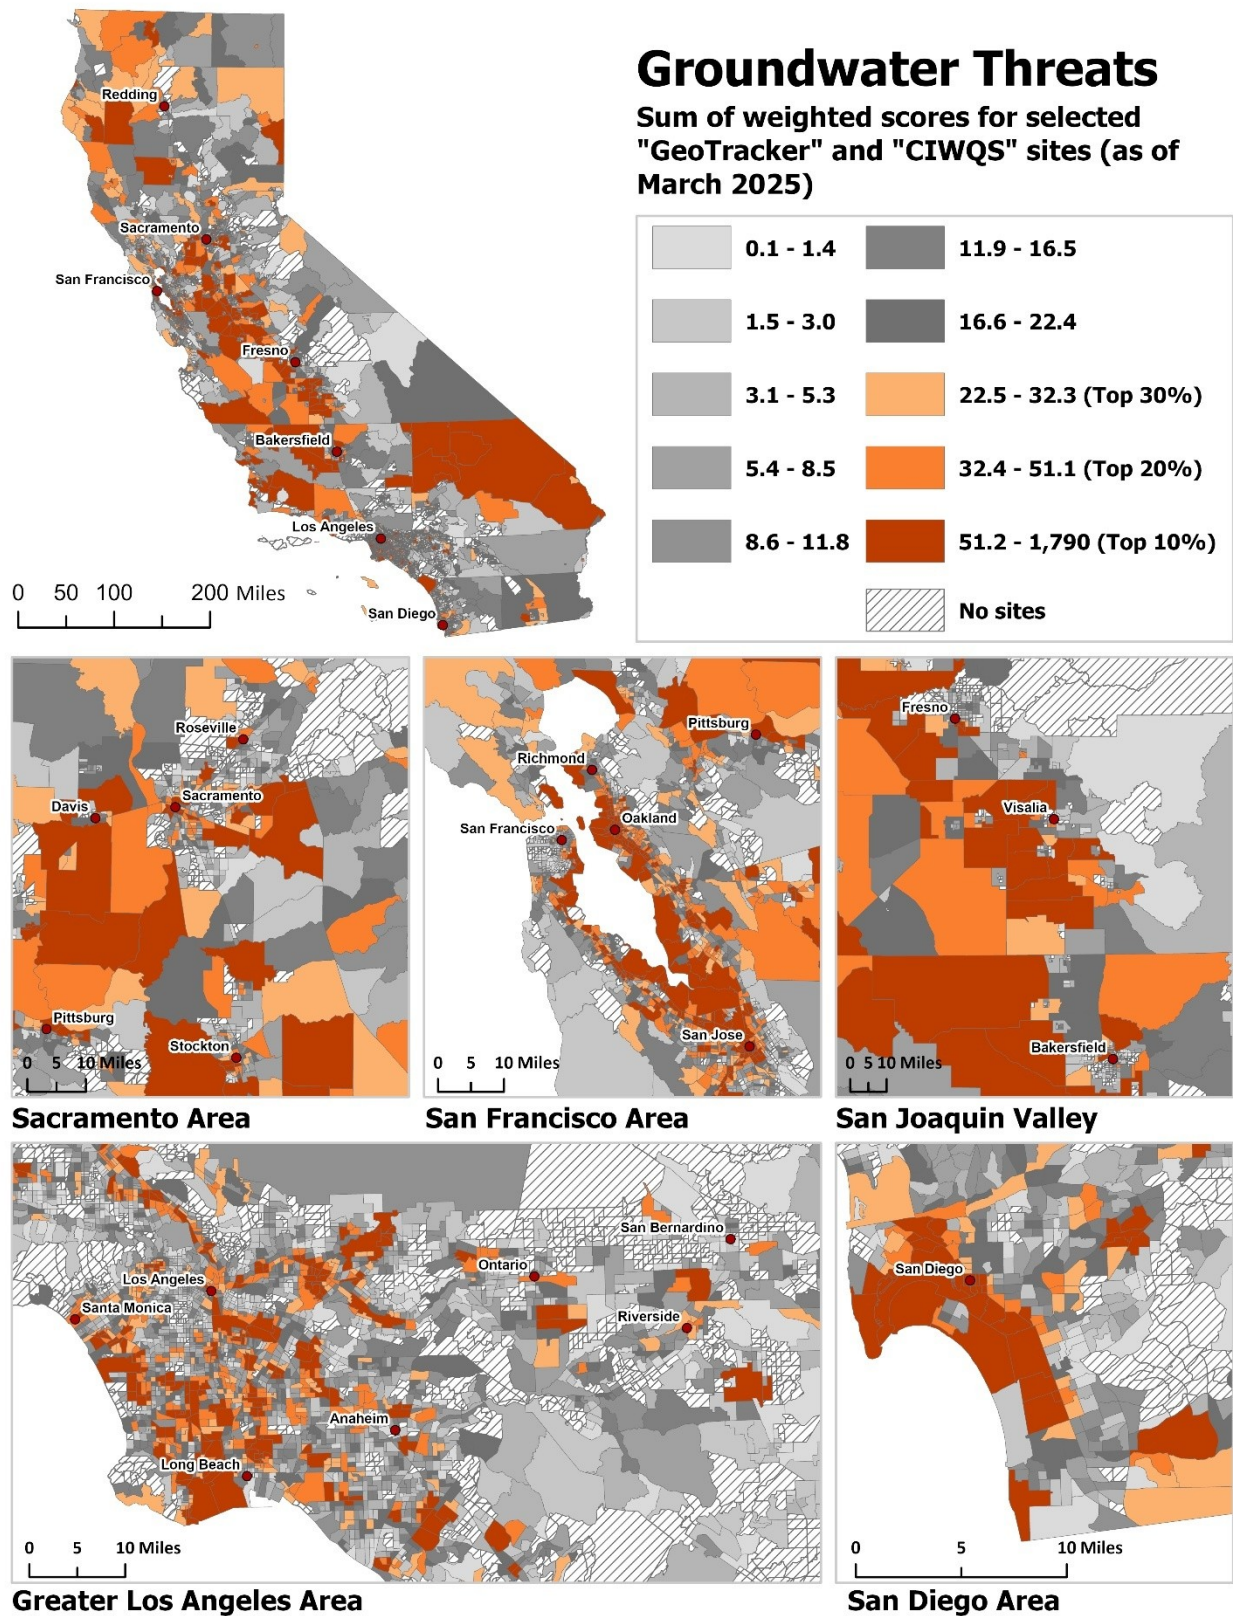 Groundwater Threats
Sum of weighted scores for selected
"GeoTracker" and "CIWQS" sites (as of
March 2025)
0.1 - 1.4
11.9 - 16.5
1.5 - 3.0
16.6 - 22.4
3.1 - 5.3
22.5 - 32.3 (Top 30%)
5.4 - 8.5
32.4 - 51.1 (Top 20%)
8.6 - 11.8
51.2 - 1,790 (Top 10%)
No sites
Redding
Sacramento
San Francisco
Fresno
Bakersfield
Los Angeles
San Diego
0 50 100 200 Miles
Roseville
Davis
Sacramento
Pittsburg
Stockton
0 5 10 Miles
Sacramento Area
Pittsburg
Richmond
San Francisco
Oakland
San Jose
0 5 10 Miles
San Francisco Area
Fresno
Visalia
Bakersfield
0 5 10 Miles
San Joaquin Valley
San Bernardino
Ontario
Los Angeles
Santa Monica
Riverside
Anaheim
Long Beach
0 5 10 Miles
Greater Los Angeles Area
San Diego
0 5 10 Miles
San Diego Area